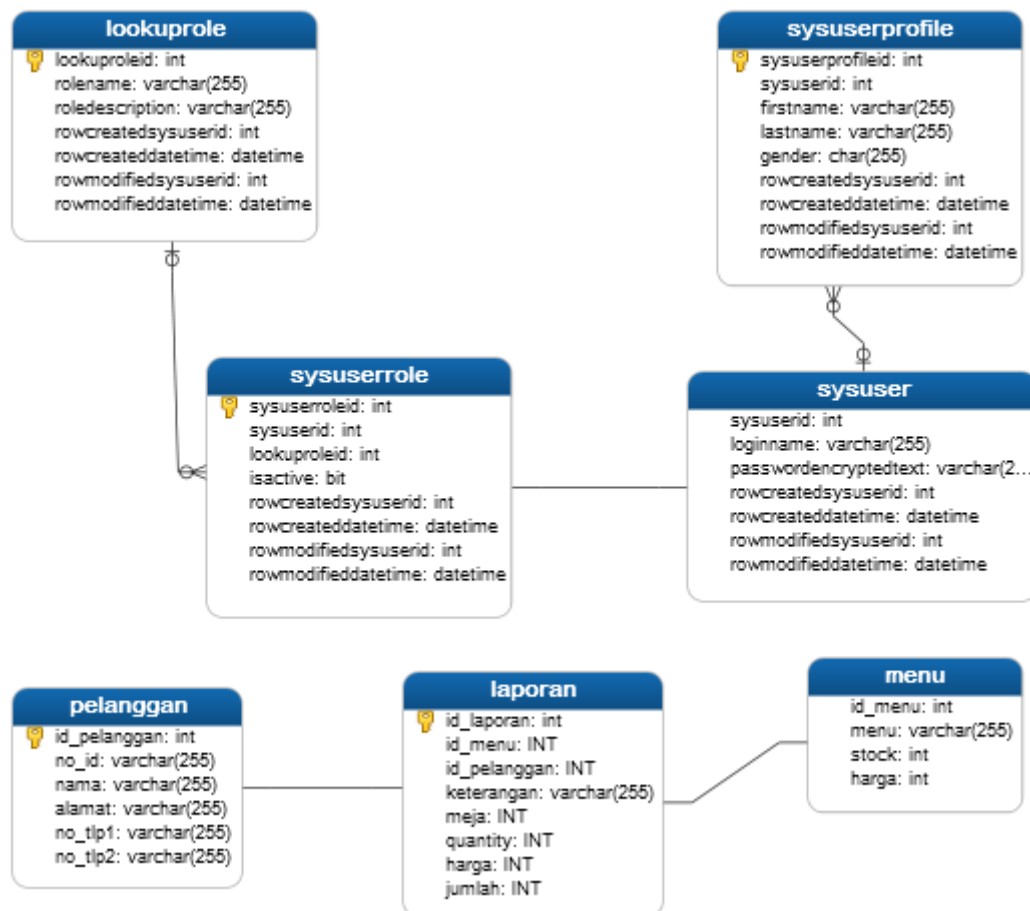 lookuprole
lookuproleid: int
rolename: varchar(255)
roledescription: varchar(255)
rowcreatedsysuserid: int
rowcreateddatetime: datetime
rowmodifiedsysuserid: int
rowmodifieddatetime: datetime
sysuserprofile
sysuserprofileid: int
sysuserid: int
firstname: varchar(255)
lastname: varchar(255)
gender: char(255)
rowcreatedsysuserid: int
rowcreateddatetime: datetime
rowmodifiedsysuserid: int
rowmodifieddatetime: datetime
sysuserrole
sysuserroleid: int
sysuserid: int
lookuproleid: int
isactive: bit
rowcreatedsysuserid: int
rowcreateddatetime: datetime
rowmodifiedsysuserid: int
rowmodifieddatetime: datetime
sysuser
sysuserid: int
loginname: varchar(255)
passwordencryptedtext: varchar(2...
rowcreatedsysuserid: int
rowcreateddatetime: datetime
rowmodifiedsysuserid: int
rowmodifieddatetime: datetime
pelanggan
id_pelanggan: int
no_id: varchar(255)
nama: varchar(255)
alamat: varchar(255)
no_tlp1: varchar(255)
no_tlp2: varchar(255)
laporan
id_laporan: int
id_menu: INT
id_pelanggan: INT
keterangan: varchar(255)
meja: INT
quantity: INT
harga: INT
jumlah: INT
menu
id_menu: int
menu: varchar(255)
stock: int
harga: int